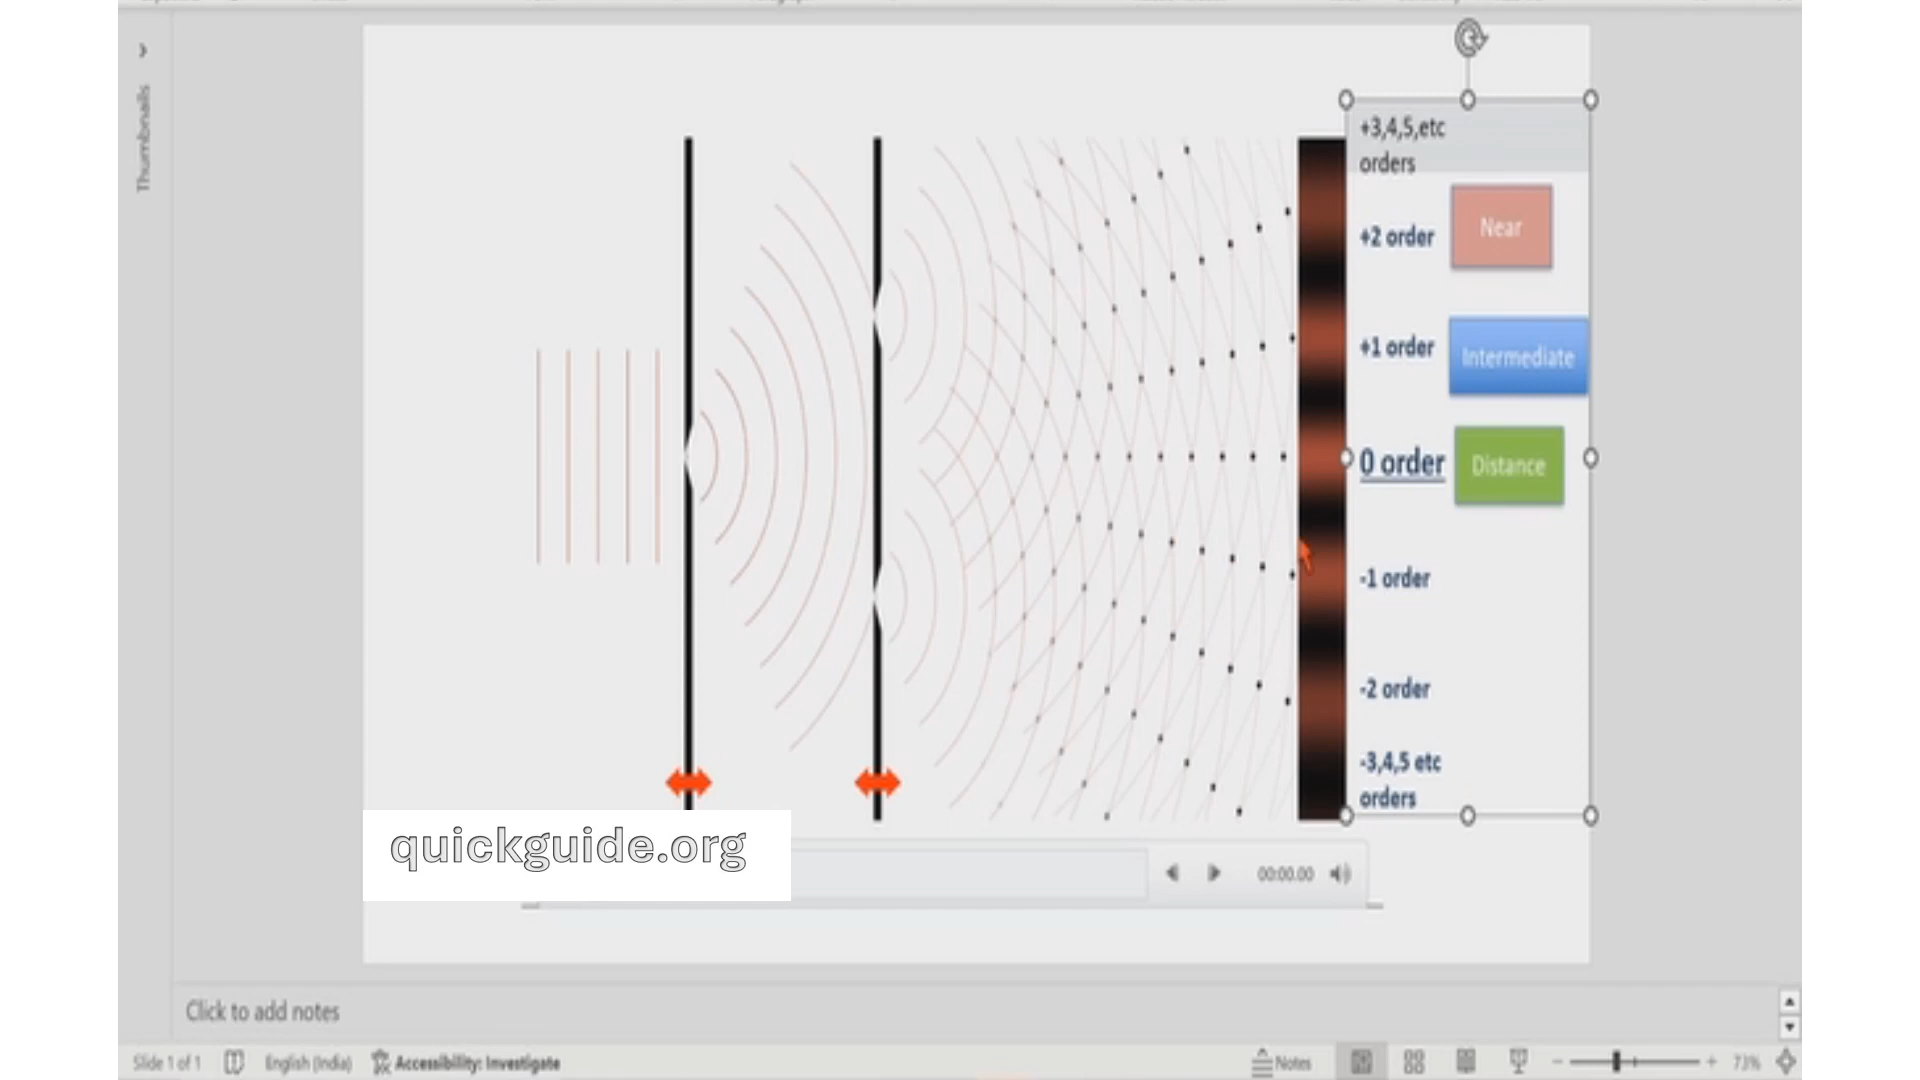 Thumbnails
+3,4,5,etc
orders
+2 order
Near
+1 order
Intermediate
0 order
Distance
-1 order
-2 order
-3,4,5 etc
orders
quickguide.org
00:00.00
Click to add notes
Slide 1 of 1
English (India)
Accessibility: Investigate
Notes
73%